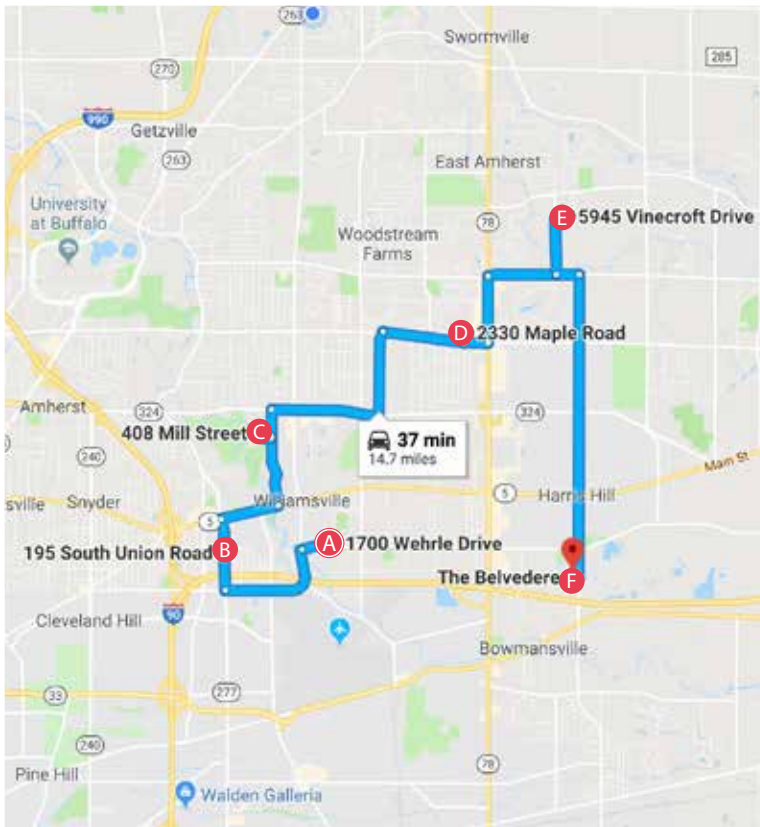 263
Swormville
285
270
990
Getzville
263
East Amherst
University
at Buffalo
78
E 5945 Vinecroft Drive
Woodstream
Farms
D 2330 Maple Road
Amherst
324
324
408 Mill Street C
37 min
14.7 miles
240
Main St
sville Snyder
5
Williamsville
5
Harris Hill
195 South Union Road B
A 1700 Wehrle Drive
The Belvedere F
Cleveland Hill
90
Bowmansville
33
277
240
78
Pine Hill
Walden Galleria